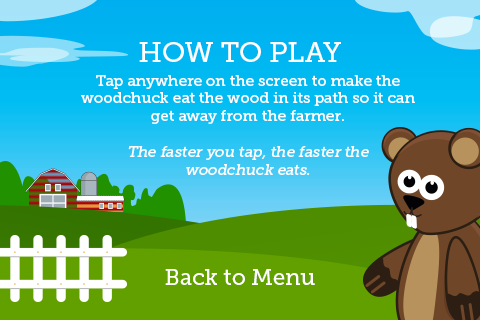 HOW TO PLAY
Tap anywhere on the screen to make the
woodchuck eat the wood in its path so it can
get away from the farmer.
The faster you tap, the faster the
woodchuck eats.
Back to Menu